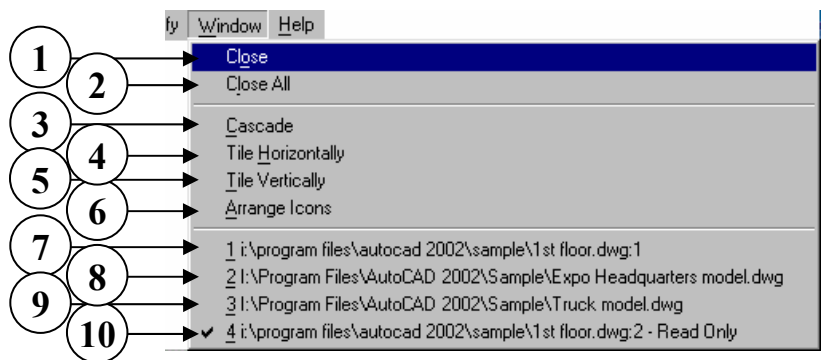 fy Window Help
1 Close
2 Close All
3 Cascade
4 Tile Horizontally
5 Tile Vertically
6 Arrange Icons
7 1 i:\program files\autocad 2002\sample\1st floor.dwg:1
8 2 I:\Program Files\AutoCAD 2002\Sample\Expo Headquarters model.dwg
9 3 I:\Program Files\AutoCAD 2002\Sample\Truck model.dwg
10 ✓ 4 i:\program files\autocad 2002\sample\1st floor.dwg:2 - Read Only